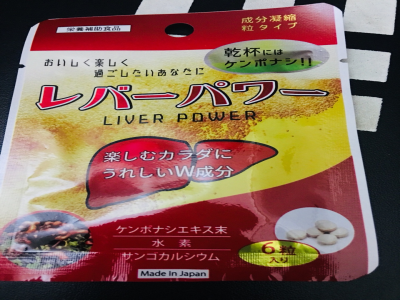 栄養補助食品
成分凝縮
粒タイプ
おいしく楽しく
過ごしたいあなたに
乾杯には
ケンポナシ!!
レバーパワー
LIVER POWER
楽しむカラダに
うれしいW成分
ケンポナシエキス末
水素
サンゴカルシウム
6粒
入り
Made In Japan